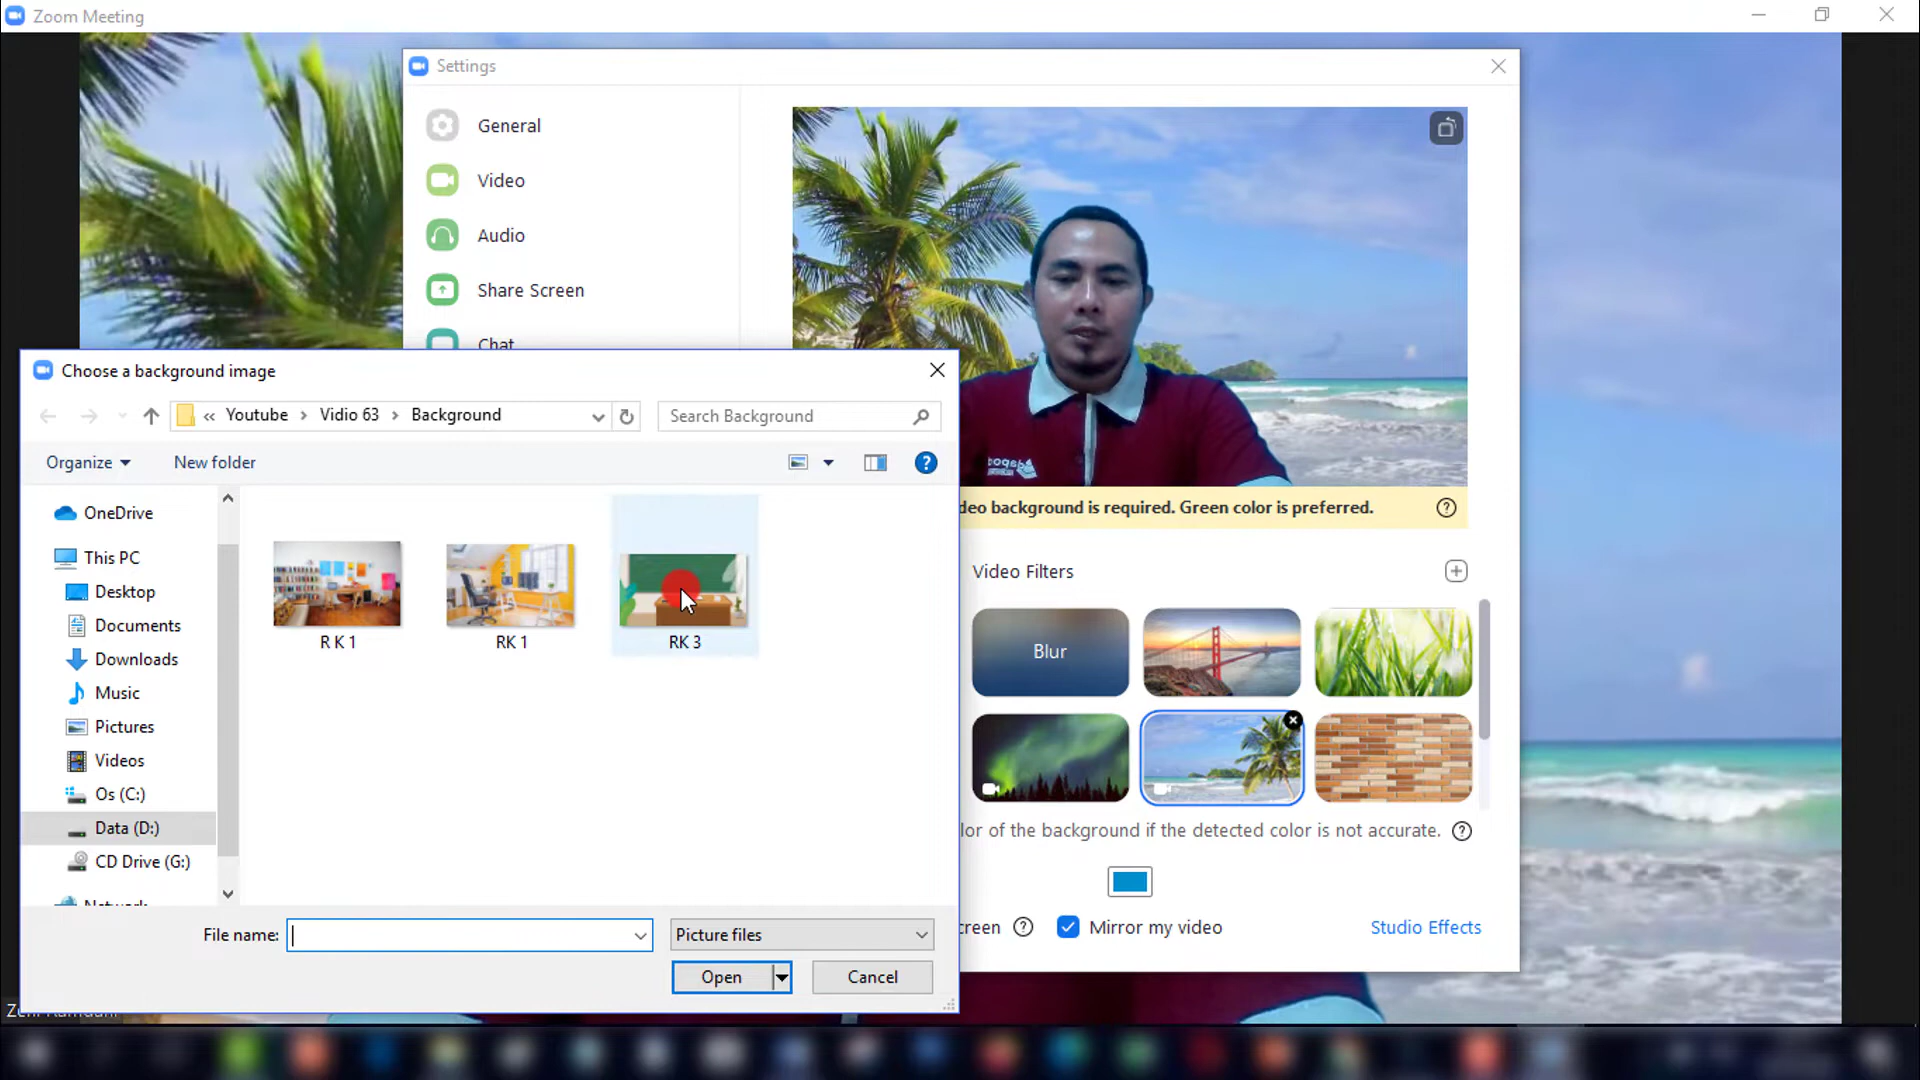 Zoom Meeting
Settings
General
Video
Audio
Share Screen
Chat
Choose a background image
« Youtube > Vidio 63 > Background
Search Background
Organize
New folder
OneDrive
This PC
Desktop
Documents
Downloads
Music
Pictures
Videos
Os (C:)
Data (D:)
CD Drive (G:)
Network
R K 1
RK 1
RK 3
File name:
Picture files
Open
Cancel
deo background is required. Green color is preferred.
Video Filters
Blur
lor of the background if the detected color is not accurate.
creen
Mirror my video
Studio Effects